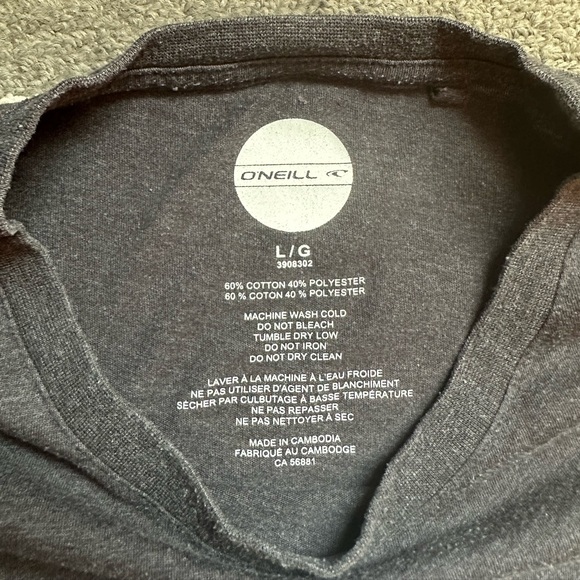 O'NEILL
L/G
3908302
60% COTTON 40% POLYESTER
60 % COTON 40 % POLYESTER
MACHINE WASH COLD
DO NOT BLEACH
TUMBLE DRY LOW
DO NOT IRON
DO NOT DRY CLEAN
LAVER À LA MACHINE À L'EAU FROIDE
NE PAS UTILISER D'AGENT DE BLANCHIMENT
SÉCHER PAR CULBUTAGE À BASSE TEMPÉRATURE
NE PAS REPASSER
NE PAS NETTOYER À SEC
MADE IN CAMBODIA
FABRIQUÉ AU CAMBODGE
CA 56881